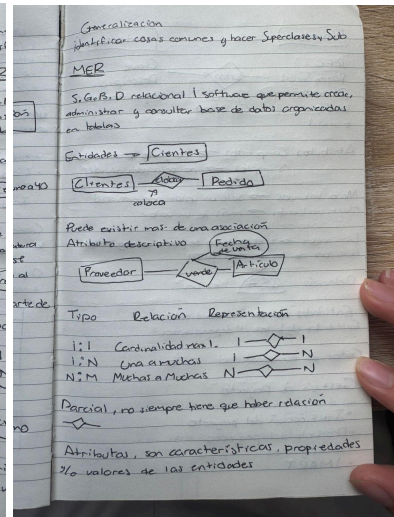 Generalización
identificar cosas comunes y hacer Superclases y Sub
MER
S.G.B.D relacional | software que permite crear,
administrar y consultar base de datos organizadas
en tablas
Entidades → Cientes
Clientes coloca Pedido
coloca
Puede existir mas de una asociación
Atributo descriptivo Fecha de venta
Proveedor vende Artículo
Tipo Relación Representación
1:1 Cardinalidad max 1. 1 1
1:N Una a muchas 1 N
N:M Muchas a Muchas N N
Parcial, no siempre tiene que haber relación
Atributos, son características, propiedades
y/o valores de las entidades